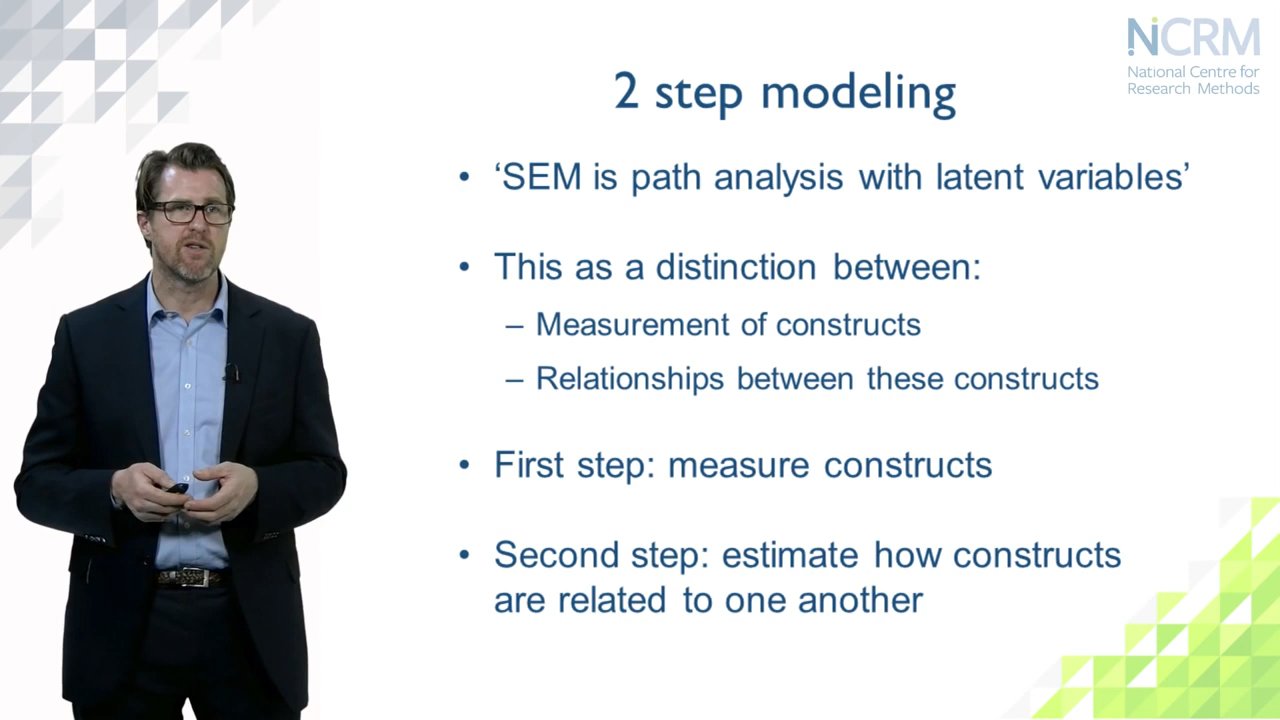 NCRM
National Centre for
Research Methods
2 step modeling
• ‘SEM is path analysis with latent variables’
• This as a distinction between:
– Measurement of constructs
– Relationships between these constructs
• First step: measure constructs
• Second step: estimate how constructs
are related to one another